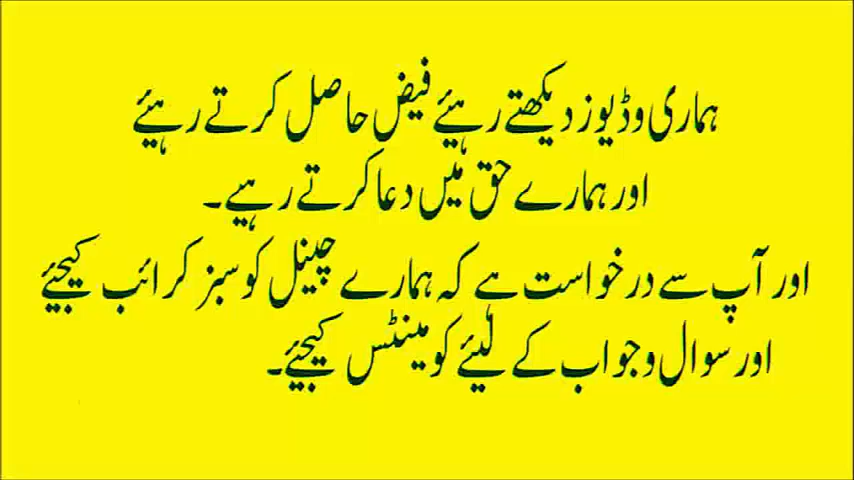 ہماری وڈیوز دیکھتے رہیئے فیض حاصل کرتے رہیئے
اور ہمارے حق میں دعا کرتے رہیے۔
اور آپ سے درخواست ہے کہ ہمارے چینل کو سبز کرائب کیجیئے
اور سوال و جواب کے لیئے کومینٹس کیجیئے۔